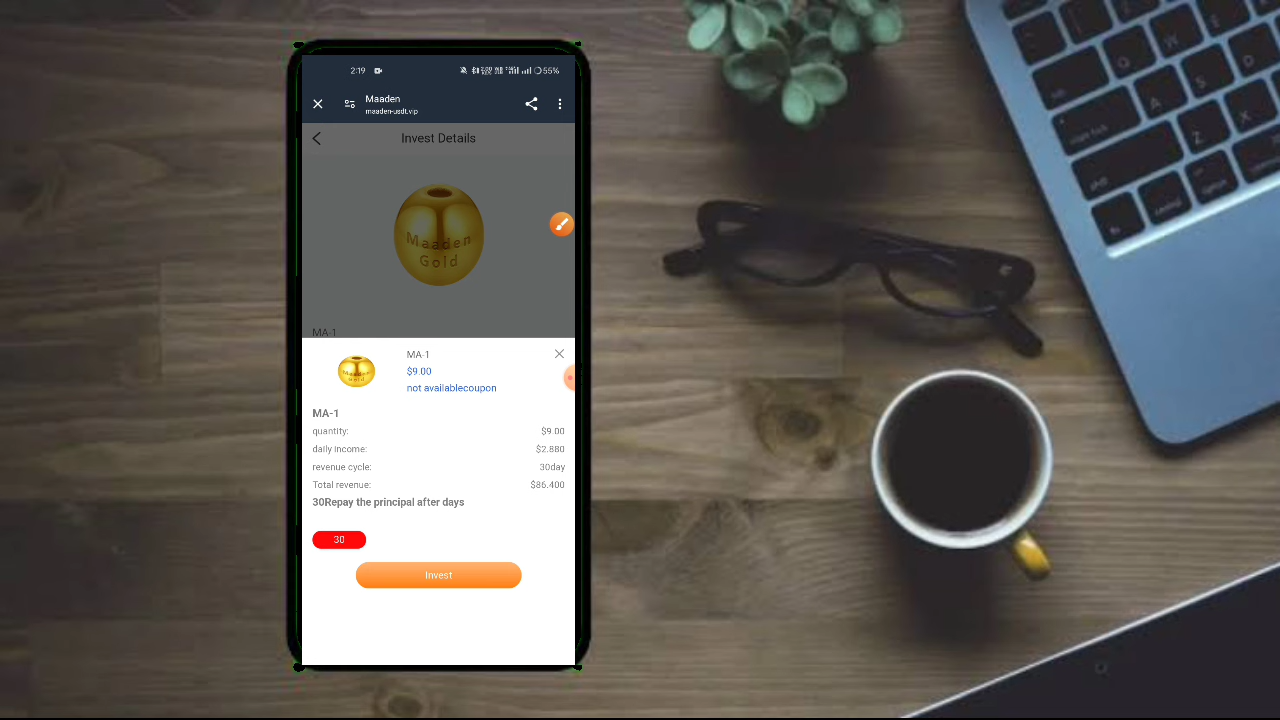 2:19
55%
Maaden
maaden-usdt.vip
Invest Details
Maaden
Gold
MA-1
MA-1
$9.00
not availablecoupon
MA-1
quantity: $9.00
daily income: $2.880
revenue cycle: 30day
Total revenue: $86.400
30Repay the principal after days
30
Invest